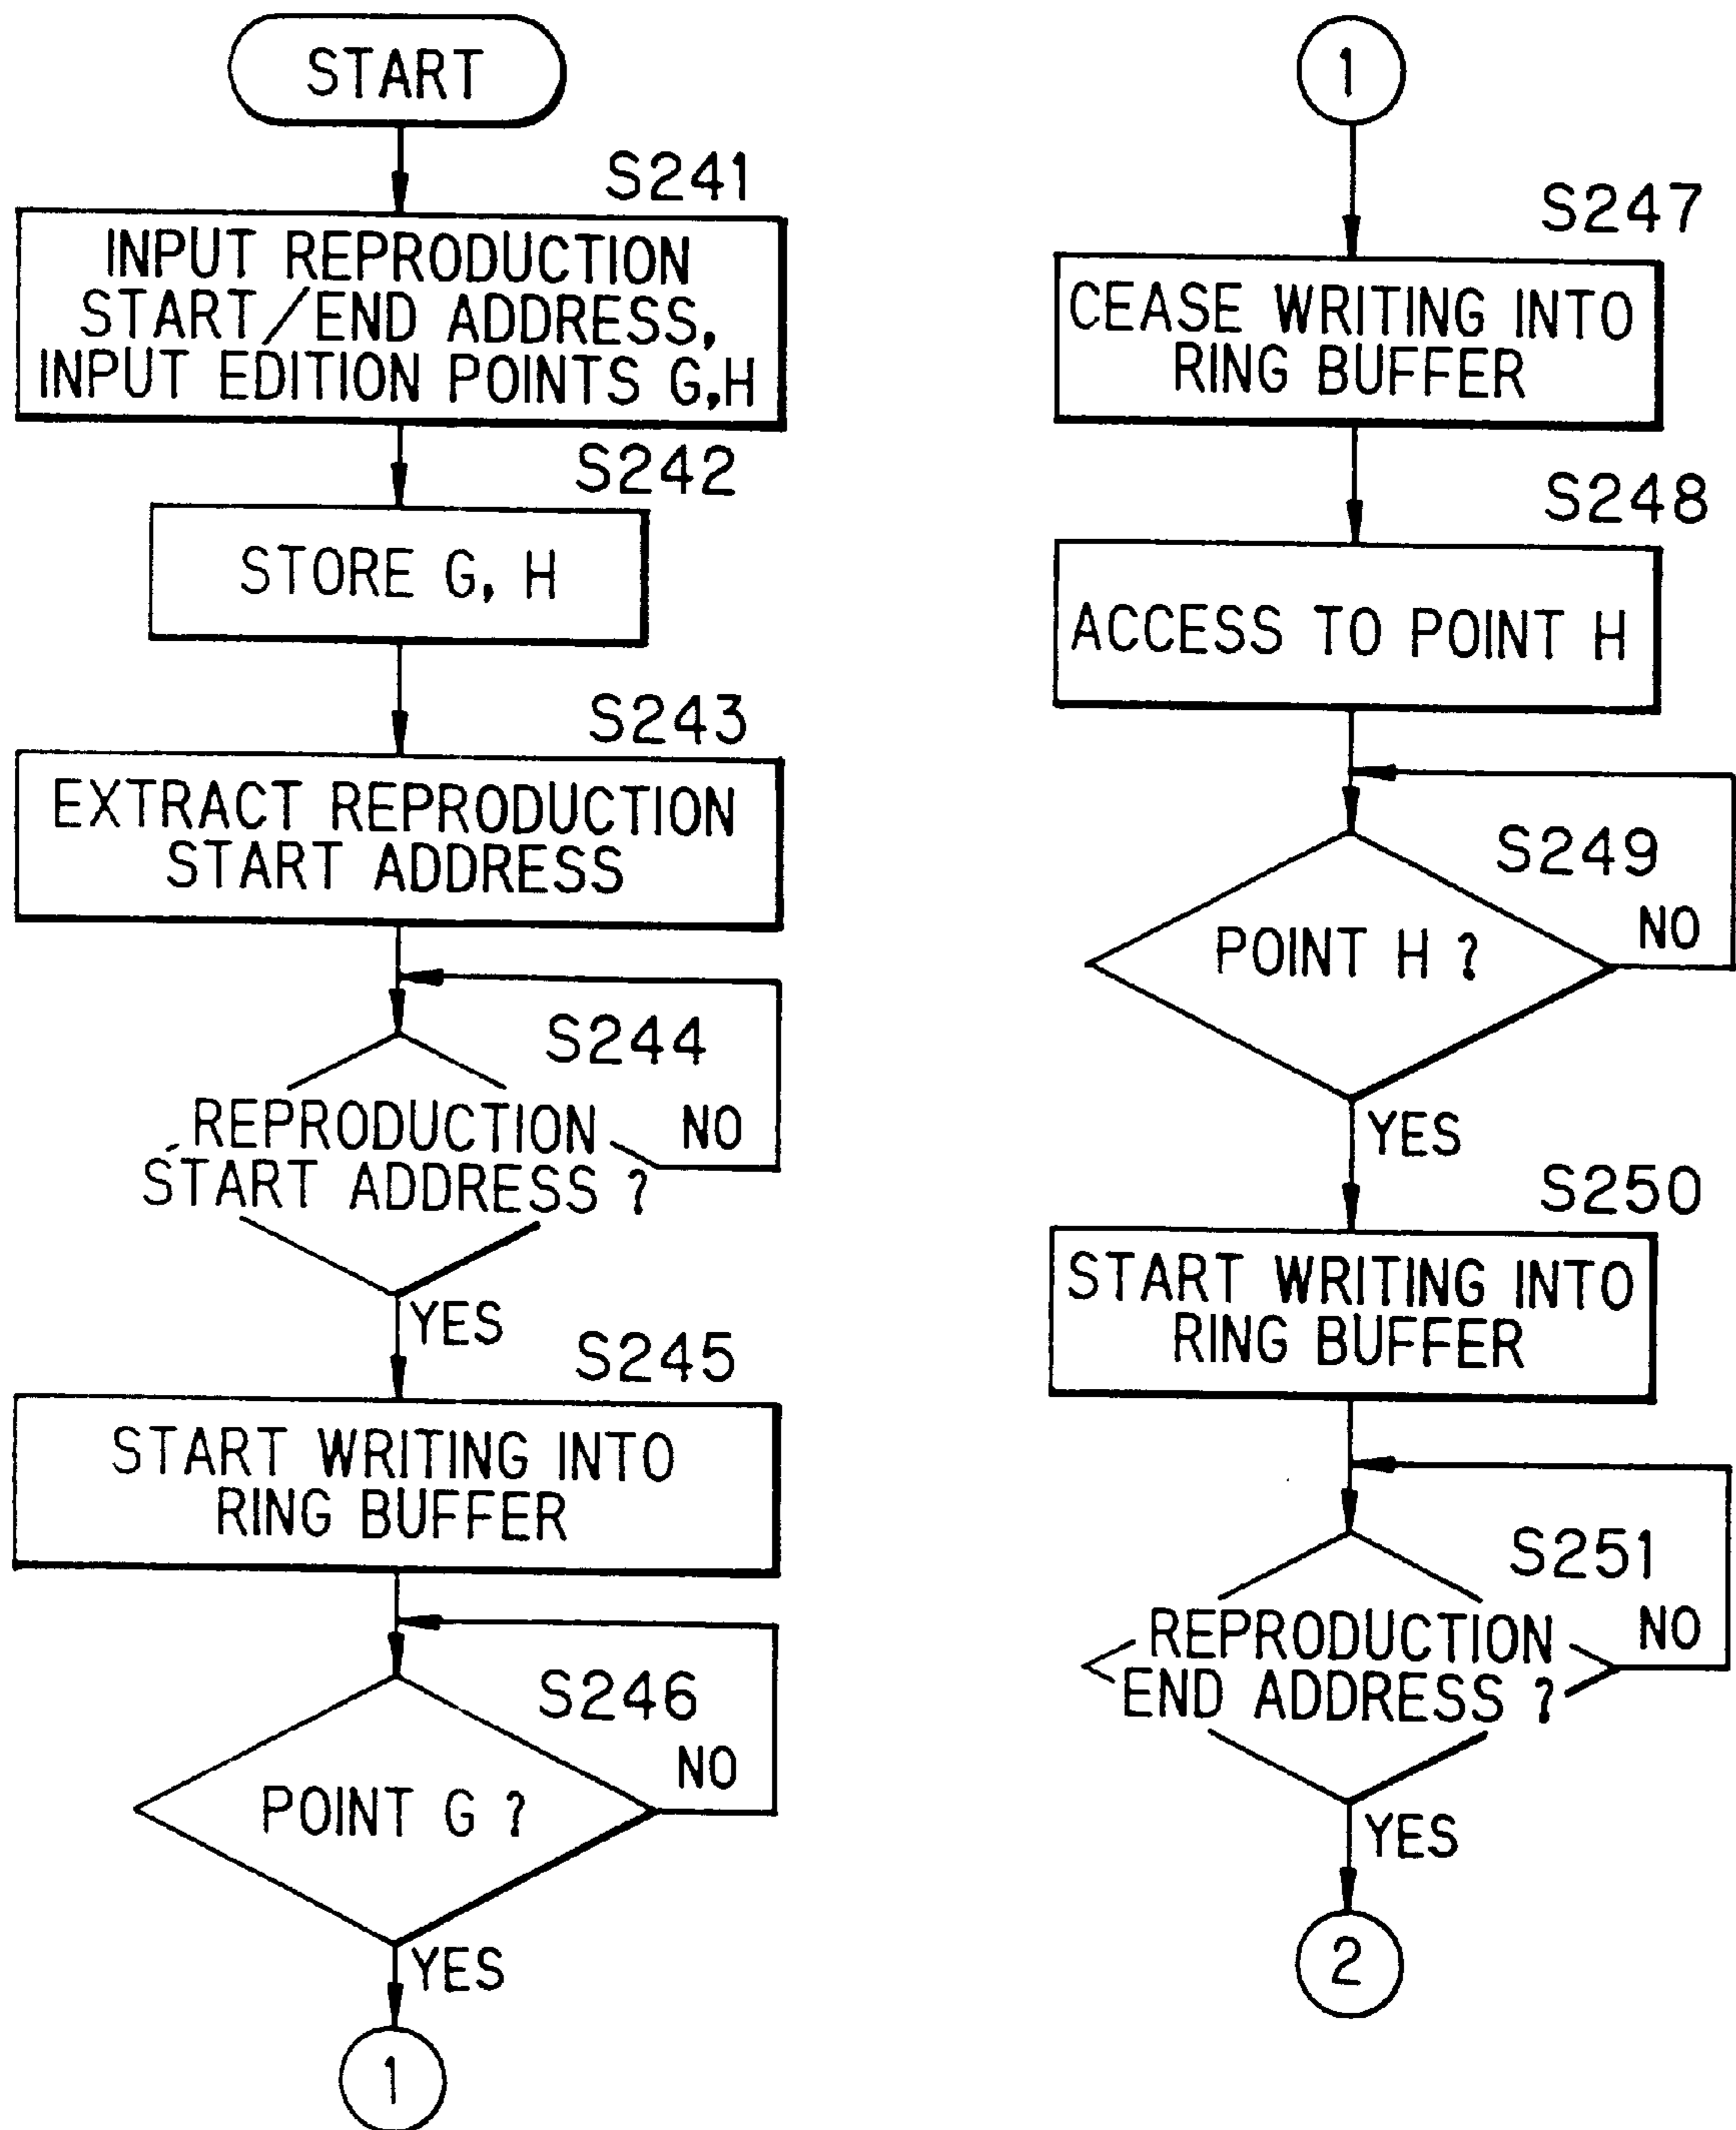 START
S241
INPUT REPRODUCTION
START/END ADDRESS,
INPUT EDITION POINTS G,H
S242
STORE G, H
S243
EXTRACT REPRODUCTION
START ADDRESS
S244
REPRODUCTION
NO
START ADDRESS ?
YES
S245
START WRITING INTO
RING BUFFER
S246
NO
POINT G ?
YES
1
1
S247
CEASE WRITING INTO
RING BUFFER
S248
ACCESS TO POINT H
S249
NO
POINT H ?
YES
S250
START WRITING INTO
RING BUFFER
S251
REPRODUCTION
NO
END ADDRESS ?
YES
2